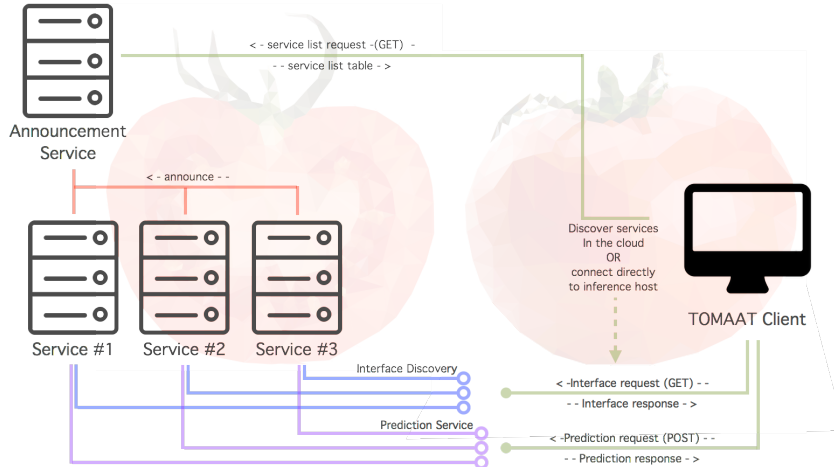 < - service list request -(GET) -
- - service list table - >
Announcement
Service
< - announce - -
Discover services
In the cloud
OR
connect directly
to inference host
TOMAAT Client
Service #1
Service #2
Service #3
Interface Discovery
< -Interface request (GET) - -
- - Interface response - >
Prediction Service
< -Prediction request (POST) - -
- - Prediction response - >